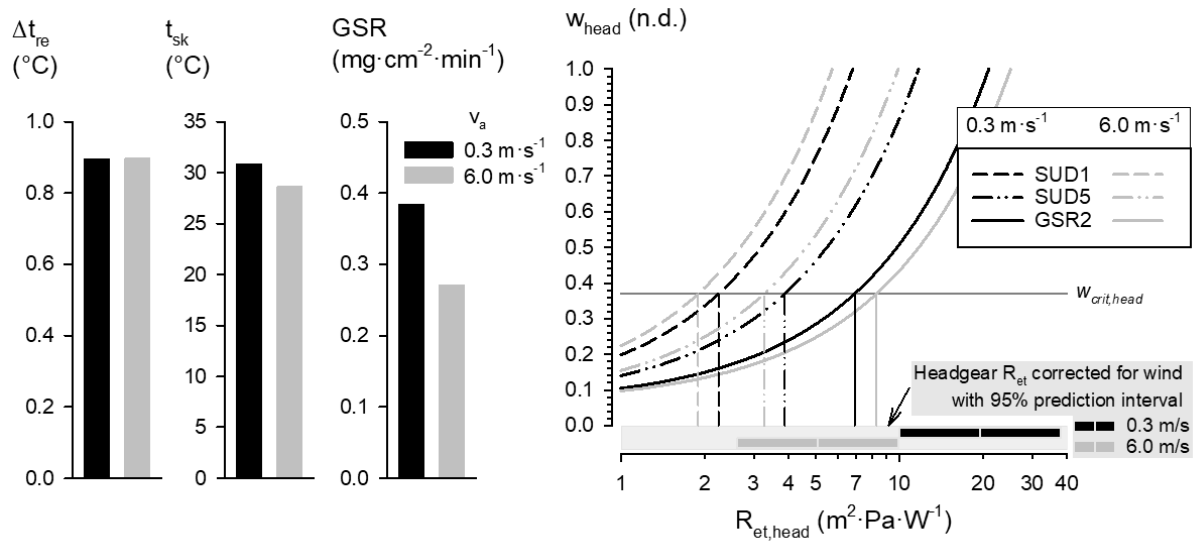 Δt_re
(°C)
1.0
0.8
0.6
0.4
0.2
0.0
t_sk
(°C)
35
30
25
20
15
10
5
0
GSR
(mg·cm⁻²·min⁻¹)
0.5
0.4
0.3
0.2
0.1
0.0
v_a
0.3 m·s⁻¹
6.0 m·s⁻¹
w_head (n.d.)
1.0
0.9
0.8
0.7
0.6
0.5
0.4
0.3
0.2
0.1
0.0
0.3 m·s⁻¹ 6.0 m·s⁻¹
SUD1
SUD5
GSR2
w_crit,head
Headgear R_et corrected for wind
with 95% prediction interval
0.3 m/s
6.0 m/s
1 2 3 4 5 7 10 20 30 40
R_et,head (m²·Pa·W⁻¹)